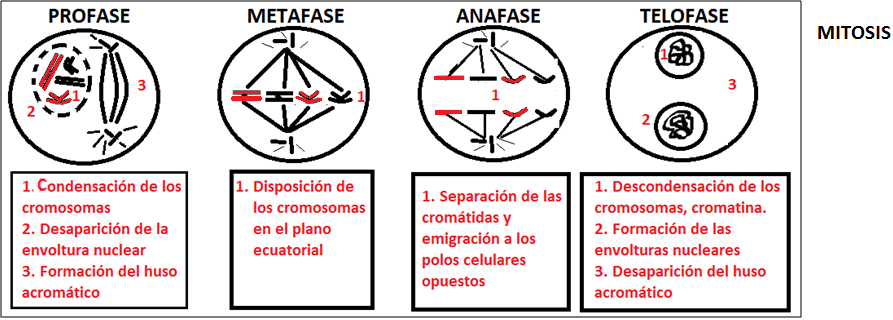 PROFASE
METAFASE
ANAFASE
TELOFASE
MITOSIS
1
2
3
1
1
1
2
3
1. Condensación de los
cromosomas
2. Desaparición de la
envoltura nuclear
3. Formación del huso
acromático
1. Disposición de
los cromosomas
en el plano
ecuatorial
1. Separación de las
cromátidas y
emigración a los
polos celulares
opuestos
1. Descondensación de los
cromosomas, cromatina.
2. Formación de las
envolturas nucleares
3. Desaparición del huso
acromático